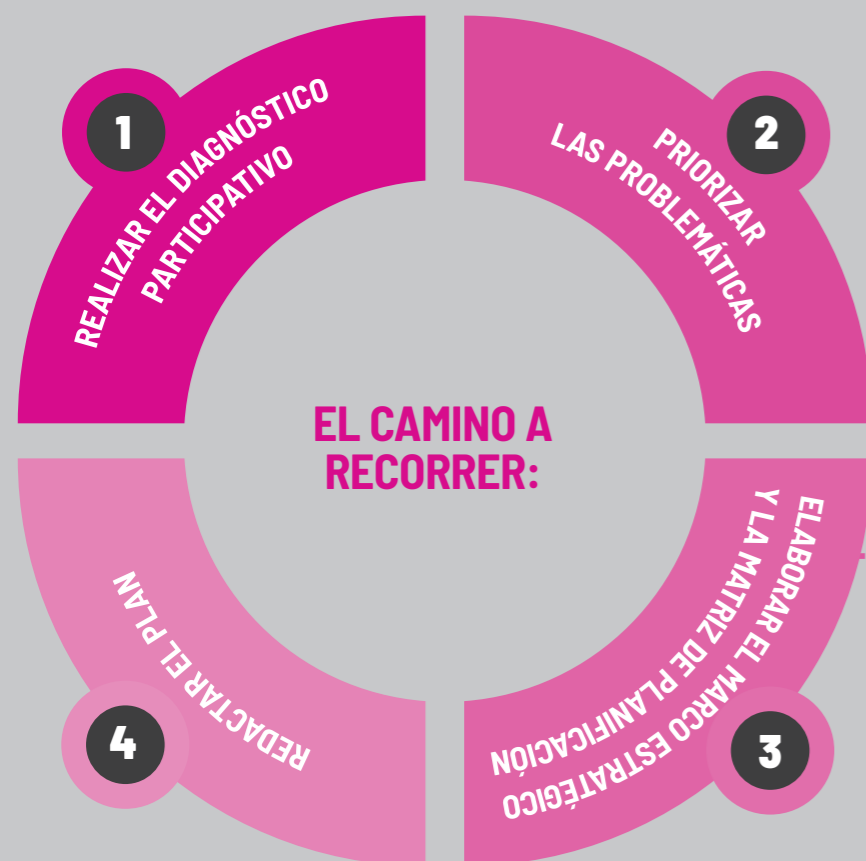 1
REALIZAR EL DIAGNÓSTICO
PARTICIPATIVO
2
PRIORIZAR
LAS PROBLEMÁTICAS
EL CAMINO A
RECORRER:
3
ELABORAR EL MARCO ESTRATÉGICO
Y LA MATRIZ DE PLANIFICACIÓN
4
REDACTAR EL PLAN